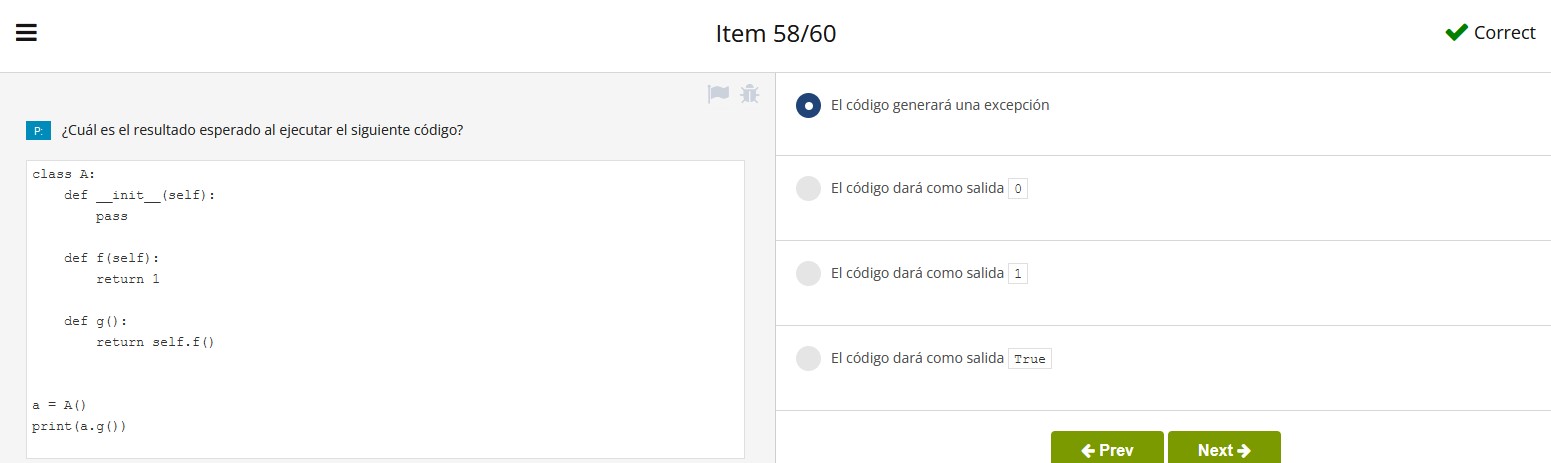 Item 58/60
Correct
P: ¿Cuál es el resultado esperado al ejecutar el siguiente código?
class A:
    def __init__(self):
        pass

    def f(self):
        return 1

    def g():
        return self.f()


a = A()
print(a.g())
El código generará una excepción
El código dará como salida 0
El código dará como salida 1
El código dará como salida True
Prev
Next